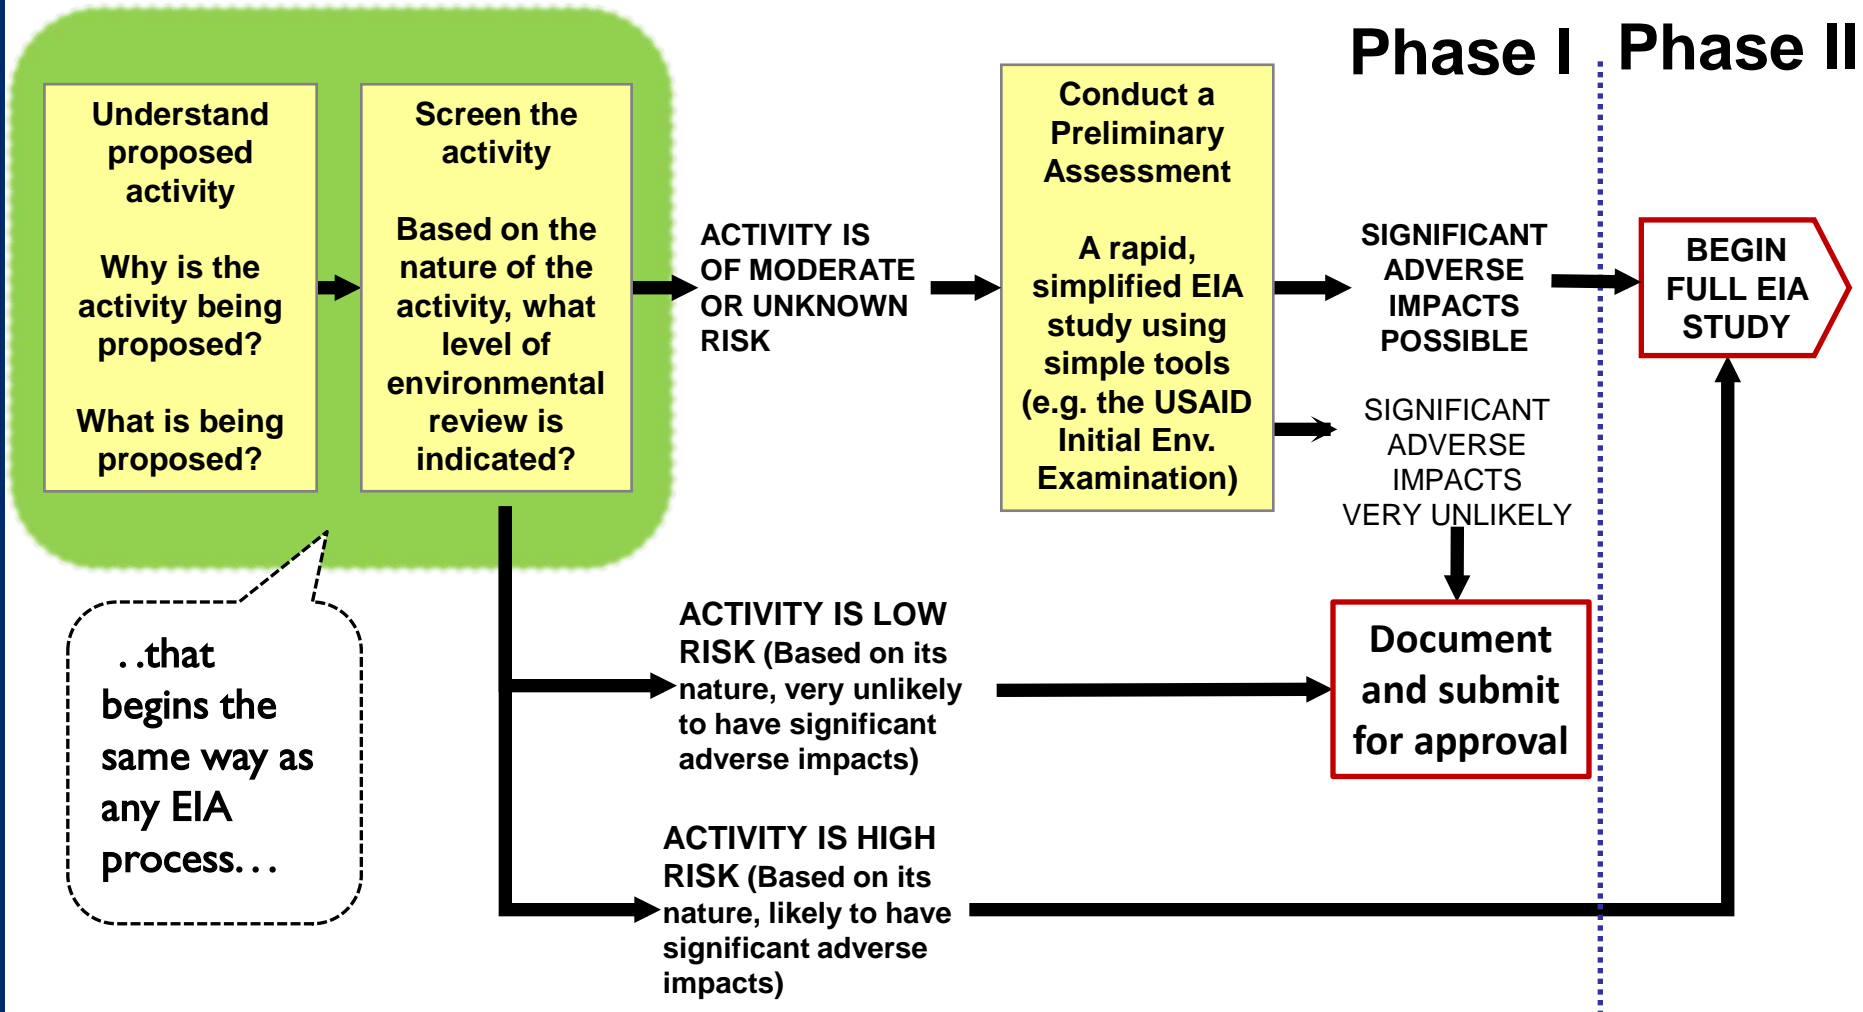 Phase I
Phase II
Understand
proposed
activity
Why is the
activity being
proposed?
What is being
proposed?
Screen the
activity
Based on the
nature of the
activity, what
level of
environmental
review is
indicated?
ACTIVITY IS
OF MODERATE
OR UNKNOWN
RISK
Conduct a
Preliminary
Assessment
A rapid,
simplified EIA
study using
simple tools
(e.g. the USAID
Initial Env.
Examination)
SIGNIFICANT
ADVERSE
IMPACTS
POSSIBLE
BEGIN
FULL EIA
STUDY
SIGNIFICANT
ADVERSE
IMPACTS
VERY UNLIKELY
. .that
begins the
same way as
any EIA
process. . .
ACTIVITY IS LOW
RISK (Based on its
nature, very unlikely
to have significant
adverse impacts)
Document
and submit
for approval
ACTIVITY IS HIGH
RISK (Based on its
nature, likely to have
significant adverse
impacts)